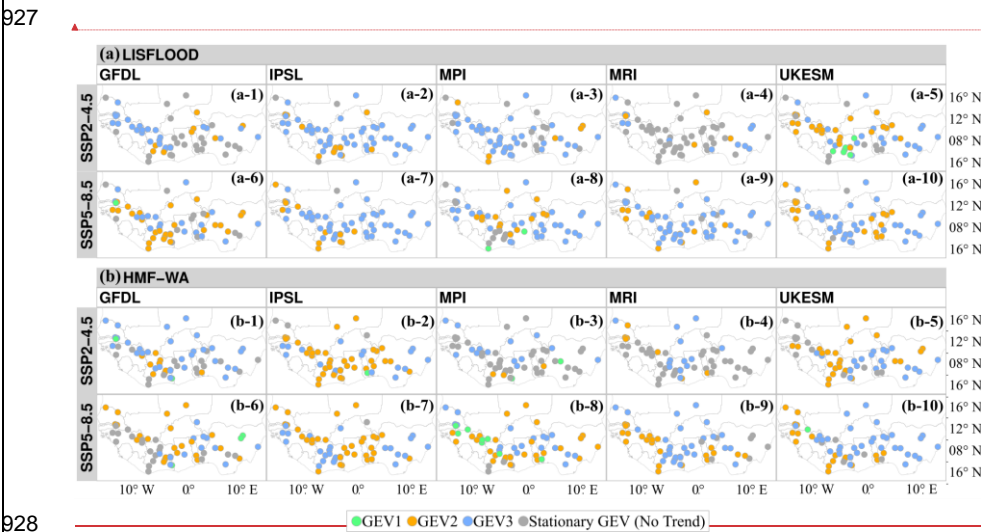 927
(a) LISFLOOD
GFDL IPSL MPI MRI UKESM
SSP2−4.5
(a-1) (a-2) (a-3) (a-4) (a-5)
16° N
12° N
08° N
16° N
SSP5−8.5
(a-6) (a-7) (a-8) (a-9) (a-10)
16° N
12° N
08° N
16° N
(b) HMF−WA
GFDL IPSL MPI MRI UKESM
SSP2−4.5
(b-1) (b-2) (b-3) (b-4) (b-5)
16° N
12° N
08° N
16° N
SSP5−8.5
(b-6) (b-7) (b-8) (b-9) (b-10)
16° N
12° N
08° N
16° N
10° W 0° 10° E 10° W 0° 10° E 10° W 0° 10° E 10° W 0° 10° E 10° W 0° 10° E
GEV1 GEV2 GEV3 Stationary GEV (No Trend)
928